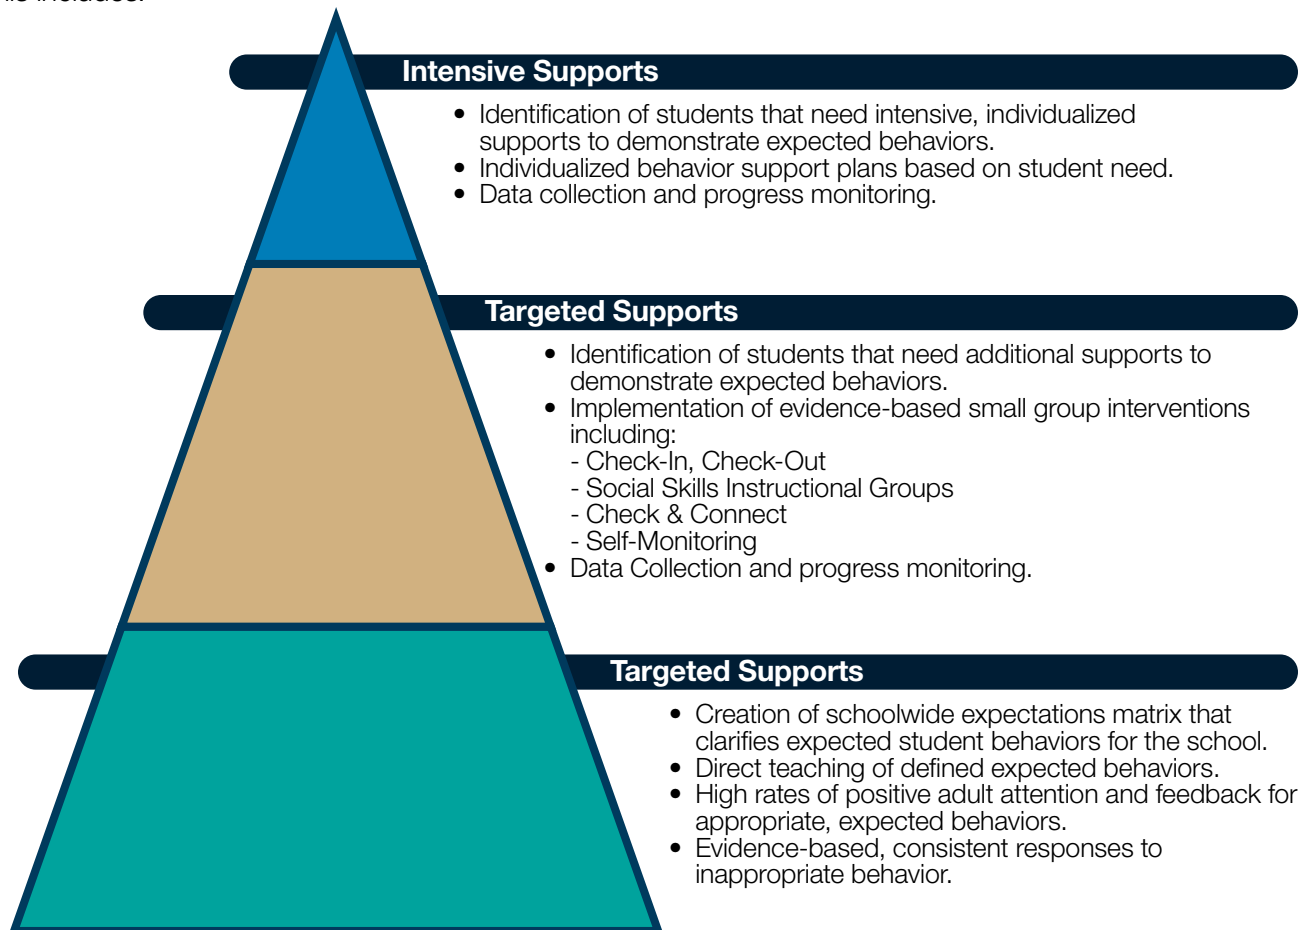 Intensive Supports
• Identification of students that need intensive, individualized
supports to demonstrate expected behaviors.
• Individualized behavior support plans based on student need.
• Data collection and progress monitoring.
Targeted Supports
• Identification of students that need additional supports to
demonstrate expected behaviors.
• Implementation of evidence-based small group interventions
including:
- Check-In, Check-Out
- Social Skills Instructional Groups
- Check & Connect
- Self-Monitoring
• Data Collection and progress monitoring.
Targeted Supports
• Creation of schoolwide expectations matrix that
clarifies expected student behaviors for the school.
• Direct teaching of defined expected behaviors.
• High rates of positive adult attention and feedback for
appropriate, expected behaviors.
• Evidence-based, consistent responses to
inappropriate behavior.